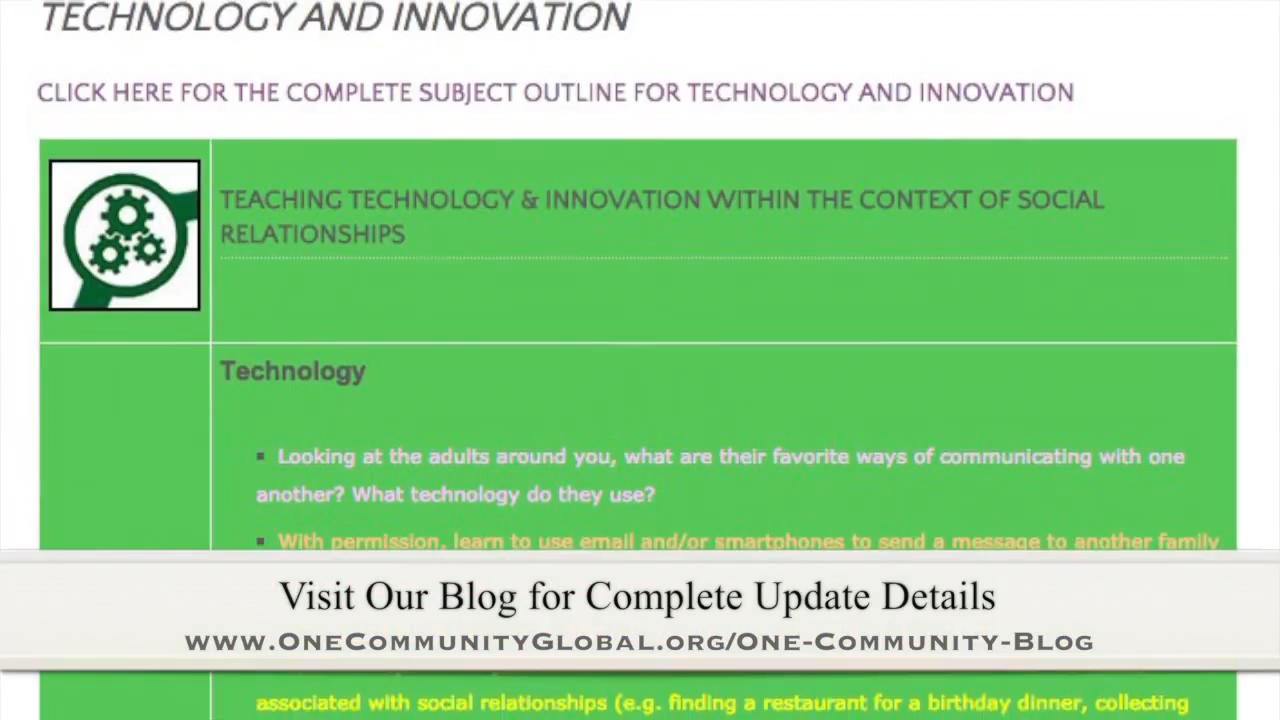 TECHNOLOGY AND INNOVATION
CLICK HERE FOR THE COMPLETE SUBJECT OUTLINE FOR TECHNOLOGY AND INNOVATION
TEACHING TECHNOLOGY & INNOVATION WITHIN THE CONTEXT OF SOCIAL
RELATIONSHIPS
Technology
▪ Looking at the adults around you, what are their favorite ways of communicating with one
another? What technology do they use?
▪ With permission, learn to use email and/or smartphones to send a message to another family
Visit Our Blog for Complete Update Details
www.OneCommunityGlobal.org/One-Community-Blog
associated with social relationships (e.g. finding a restaurant for a birthday dinner, collecting